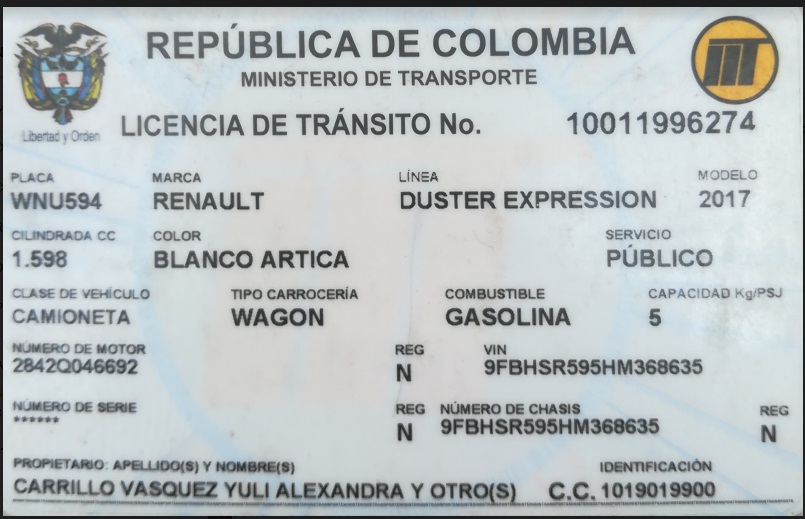 REPÚBLICA DE COLOMBIA
MINISTERIO DE TRANSPORTE
Libertad y Orden
LICENCIA DE TRÁNSITO No. 10011996274
PLACA MARCA LÍNEA MODELO
WNU594 RENAULT DUSTER EXPRESSION 2017
CILINDRADA CC COLOR SERVICIO
1.598 BLANCO ARTICA PÚBLICO
CLASE DE VEHÍCULO TIPO CARROCERÍA COMBUSTIBLE CAPACIDAD Kg/PSJ
CAMIONETA WAGON GASOLINA 5
NÚMERO DE MOTOR REG VIN
2842Q046692 N 9FBHSR595HM368635
NÚMERO DE SERIE REG NÚMERO DE CHASIS REG
****** N 9FBHSR595HM368635 N
PROPIETARIO: APELLIDO(S) Y NOMBRE(S) IDENTIFICACIÓN
CARRILLO VASQUEZ YULI ALEXANDRA Y OTRO(S) C.C. 1019019900